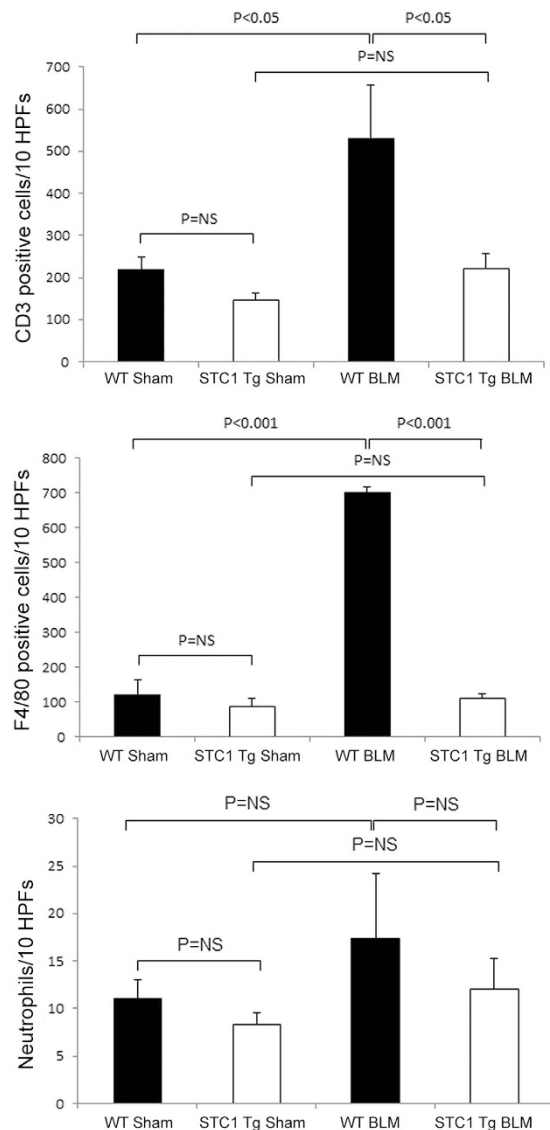 P<0.05
P<0.05
P=NS
P=NS
CD3 positive cells/10 HPFs
700
600
500
400
300
200
100
0
WT Sham
STC1 Tg Sham
WT BLM
STC1 Tg BLM
P<0.001
P<0.001
P=NS
P=NS
F4/80 positive cells/10 HPFs
800
700
600
500
400
300
200
100
0
WT Sham
STC1 Tg Sham
WT BLM
STC1 Tg BLM
P=NS
P=NS
P=NS
P=NS
Neutrophils/10 HPFs
30
25
20
15
10
5
0
WT Sham
STC1 Tg Sham
WT BLM
STC1 Tg BLM